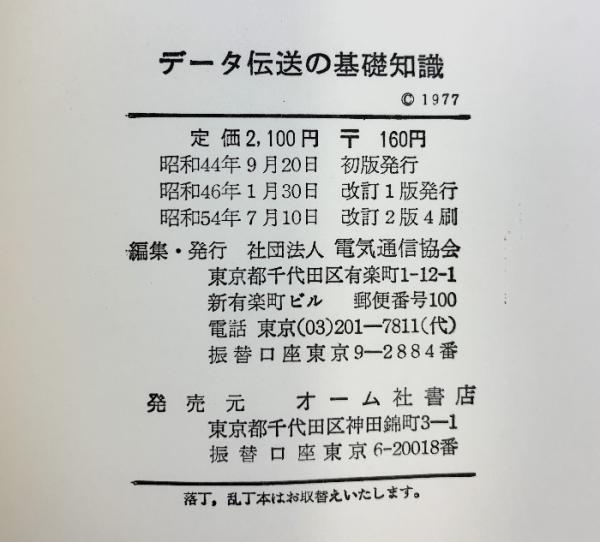 データ伝送の基礎知識
© 1977
定価2,100円 〒 160円
昭和44年9月20日 初版発行
昭和46年1月30日 改訂1版発行
昭和54年7月10日 改訂2版4刷
編集・発行 社団法人 電気通信協会
東京都千代田区有楽町1-12-1
新有楽町ビル 郵便番号100
電話 東京(03)201―7811(代)
振替口座東京9―2884番
発売元 オーム社書店
東京都千代田区神田錦町3―1
振替口座東京6-20018番
落丁，乱丁本はお取替えいたします。